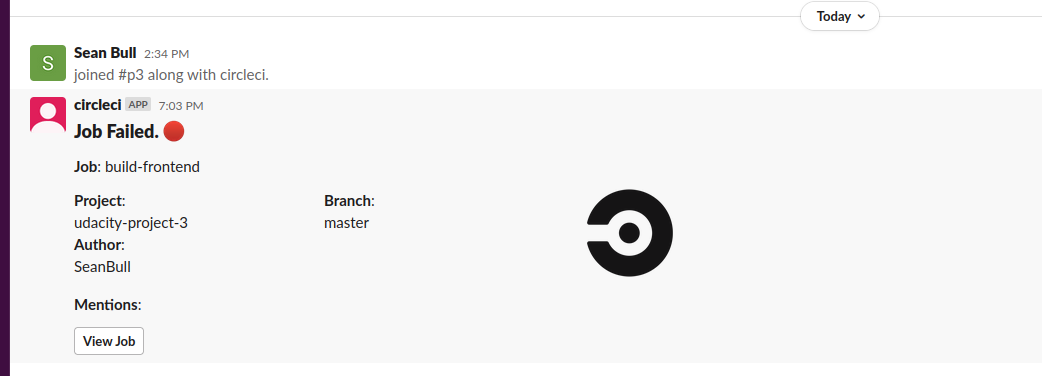 Today
Sean Bull 2:34 PM
S
joined #p3 along with circleci.
circleci APP 7:03 PM
Job Failed.
Job: build-frontend
Project:
udacity-project-3
Branch:
master
Author:
SeanBull
Mentions:
View Job